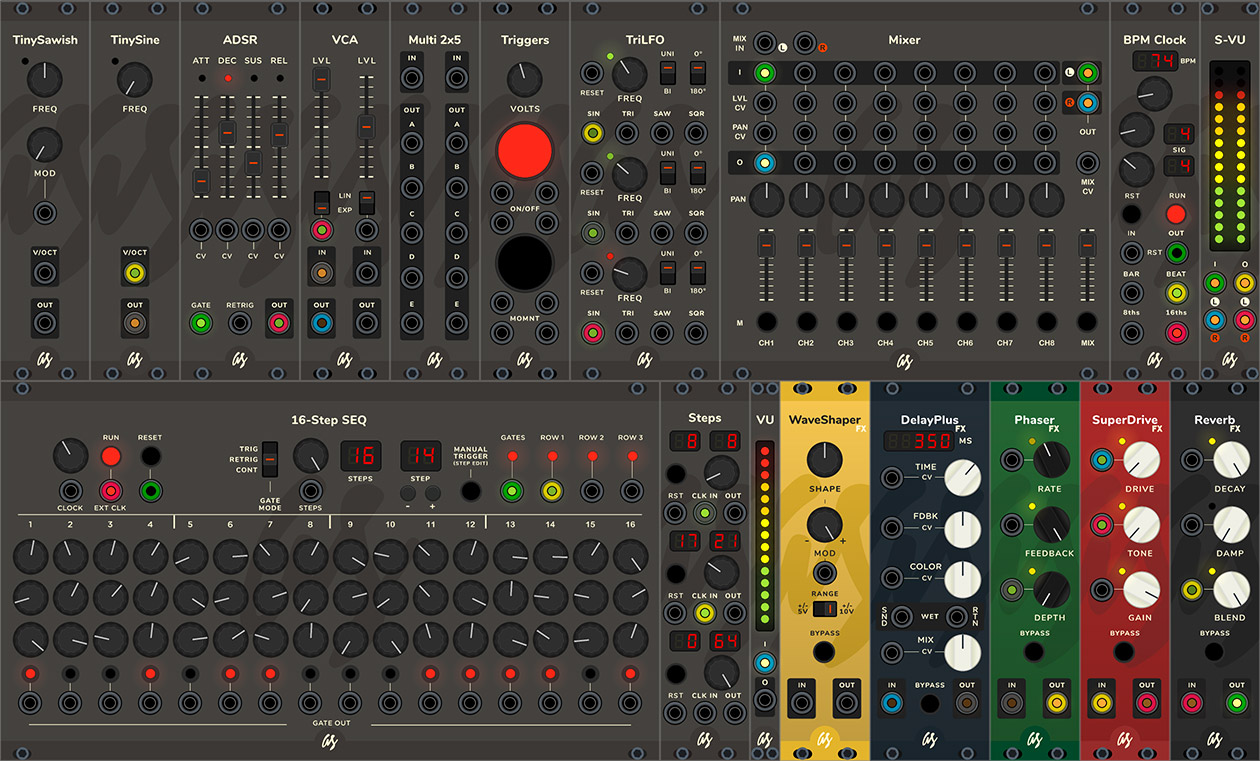 TinySawish
FREQ
MOD
V/OCT
OUT
TinySine
FREQ
V/OCT
OUT
ADSR
ATT DEC SUS REL
CV CV CV CV
GATE RETRIG OUT
VCA
LVL LVL
LIN
EXP
IN IN
OUT OUT
Multi 2x5
IN IN
OUT OUT
A A
B B
C C
D D
E E
Triggers
VOLTS
ON/OFF
MOMNT
TriLFO
UNI 0°
RESET FREQ BI 180°
SIN TRI SAW SQR
UNI 0°
RESET FREQ BI 180°
SIN TRI SAW SQR
UNI 0°
RESET FREQ BI 180°
SIN TRI SAW SQR
Mixer
MIX
IN
L R
I
L
LVL
CV
R
OUT
PAN
CV
O
MIX
CV
PAN
M
CH1 CH2 CH3 CH4 CH5 CH6 CH7 CH8 MIX
BPM Clock
74 BPM
4
SIG
4
RST RUN
IN OUT
RST
BAR BEAT
8ths 16ths
S-VU
I O
L L
R R
16-Step SEQ
RUN RESET
CLOCK EXT CLK
TRIG
RETRIG
CONT
GATE
MODE
STEPS
16
STEPS
14
STEP
- +
MANUAL
TRIGGER
(STEP EDIT)
GATES ROW 1 ROW 2 ROW 3
1 2 3 4 5 6 7 8 9 10 11 12 13 14 15 16
GATE OUT
Steps
8 8
RST CLK IN OUT
17 21
RST CLK IN OUT
0 64
RST CLK IN OUT
VU
I
O
WaveShaper
FX
SHAPE
- +
MOD
RANGE
+/-
5V
+/-
10V
BYPASS
IN OUT
DelayPlus
FX
350 MS
TIME
CV
FDBK
CV
COLOR
CV
SND WET RTN
MIX
CV
IN BYPASS OUT
Phaser
FX
RATE
FEEDBACK
DEPTH
BYPASS
IN OUT
SuperDrive
FX
DRIVE
TONE
GAIN
BYPASS
IN OUT
Reverb
FX
DECAY
DAMP
BLEND
BYPASS
IN OUT